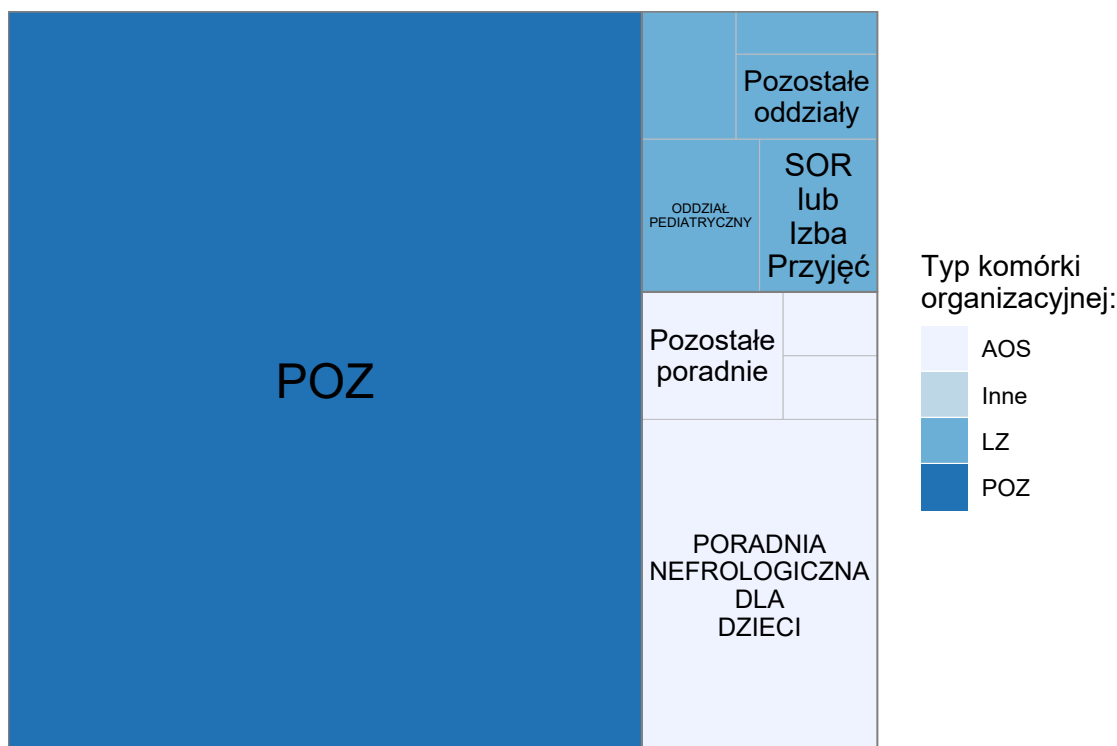 POZ
Pozostałe
oddziały
ODDZIAŁ
PEDIATRYCZNY
SOR
lub
Izba
Przyjęć
Pozostałe
poradnie
PORADNIA
NEFROLOGICZNA
DLA
DZIECI
Typ komórki
organizacyjnej:
AOS
Inne
LZ
POZ